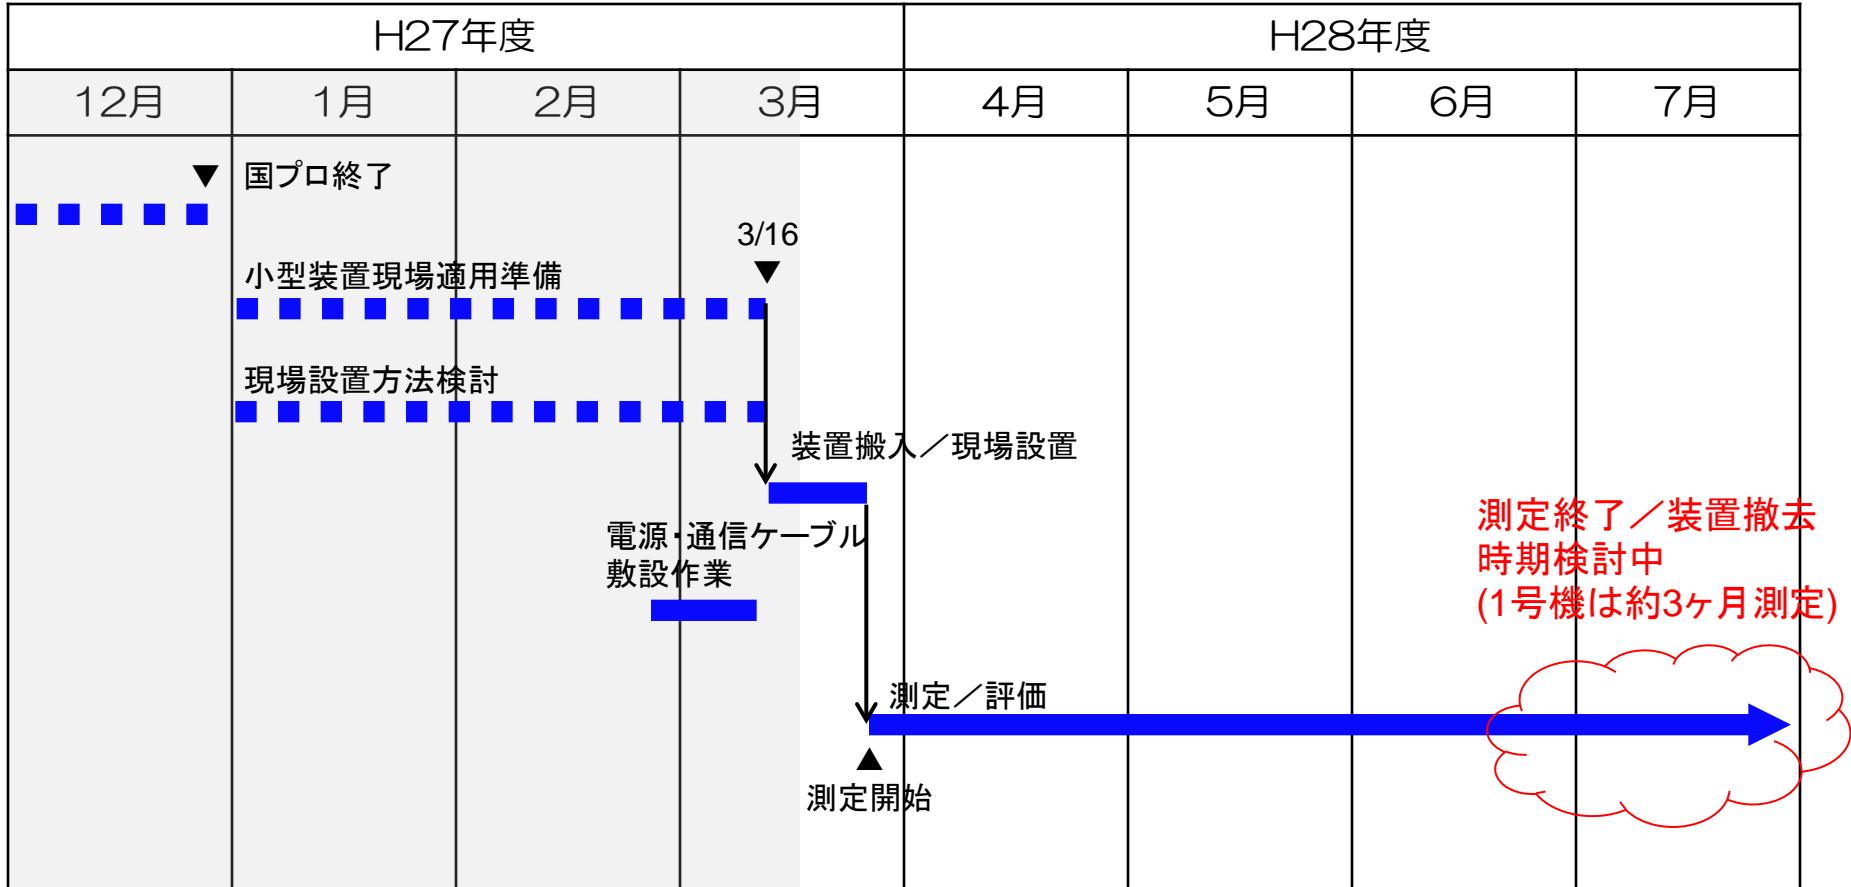 H27年度
H28年度
12月
1月
2月
3月
4月
5月
6月
7月
▼ 国プロ終了
3/16
▼
小型装置現場適用準備
現場設置方法検討
装置搬入／現場設置
電源・通信ケーブル
敷設作業
測定終了／装置撤去
時期検討中
(1号機は約3ヶ月測定)
測定／評価
▲
測定開始